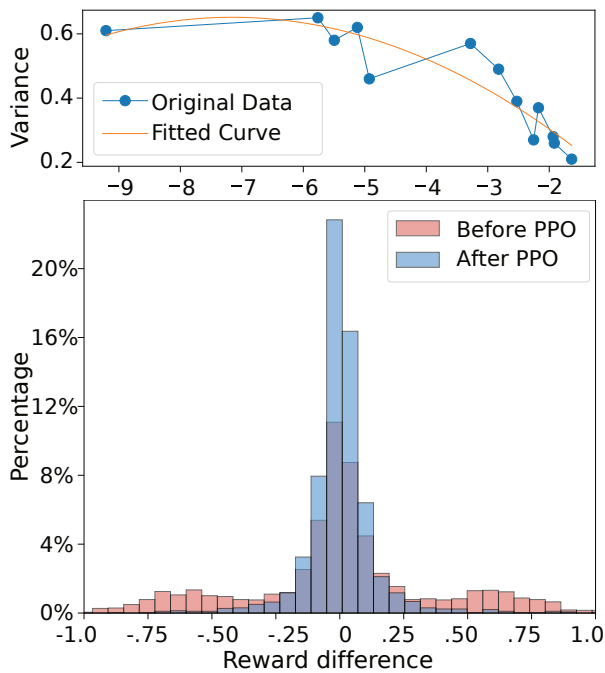 0.6
0.4
0.2
Variance
Original Data
Fitted Curve
−9 −8 −7 −6 −5 −4 −3 −2
Before PPO
After PPO
20%
16%
12%
8%
4%
0%
Percentage
-1.0 -.75 -.50 -.25 0 .25 .50 .75 1.0
Reward difference